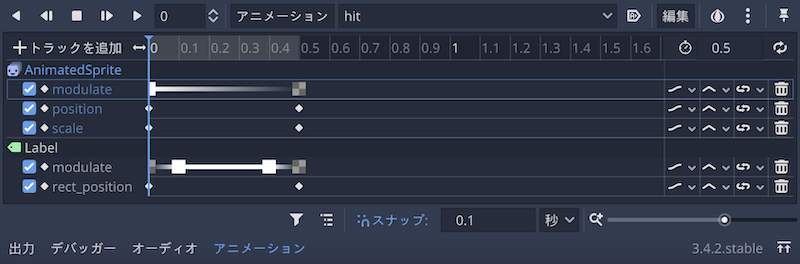 0 アニメーション hit 編集
トラックを追加 0 0.1 0.2 0.3 0.4 0.5 0.6 0.7 0.8 0.9 1 1.1 1.2 1.3 1.4 1.5 1.6 0.5
AnimatedSprite
modulate
position
scale
Label
modulate
rect_position
スナップ: 0.1 秒
出力 デバッガー オーディオ アニメーション 3.4.2.stable